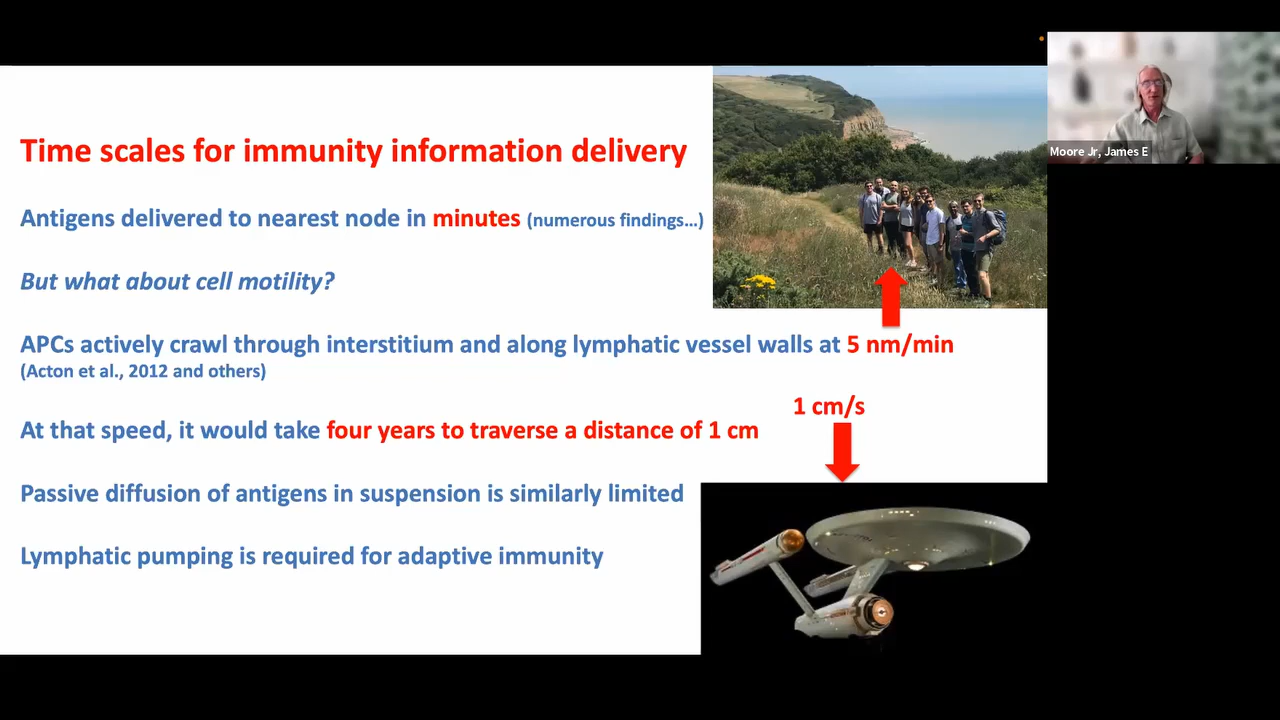 Time scales for immunity information delivery
Antigens delivered to nearest node in minutes (numerous findings...)
But what about cell motility?
APCs actively crawl through interstitium and along lymphatic vessel walls at 5 nm/min
(Acton et al., 2012 and others)
1 cm/s
At that speed, it would take four years to traverse a distance of 1 cm
Passive diffusion of antigens in suspension is similarly limited
Lymphatic pumping is required for adaptive immunity
Moore Jr, James E